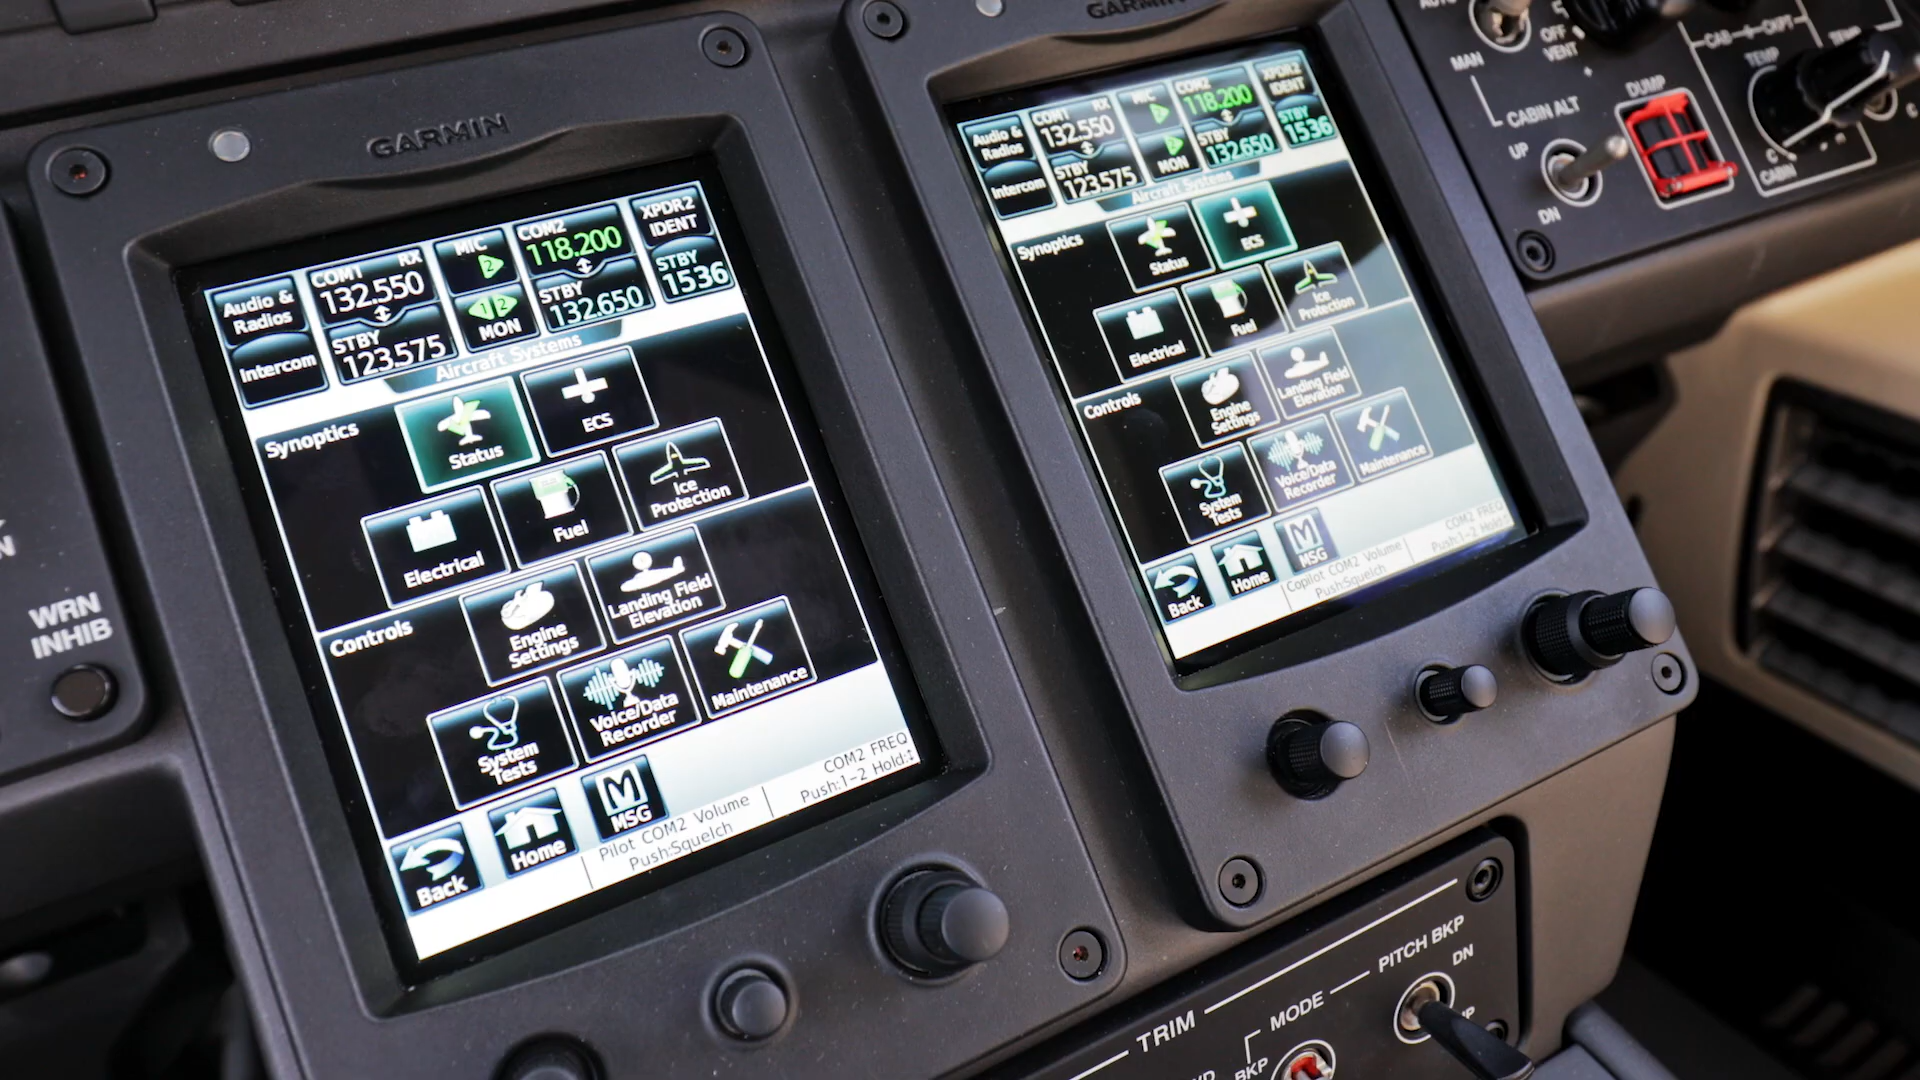 GARMIN
Audio &
Radios
Intercom
COM1 RX
132.550
STBY
123.575
MIC
2
1 2
MON
COM2
118.200
STBY
132.650
XPDR2
IDENT
STBY
1536
Aircraft Systems
Synoptics
Status
ECS
Electrical
Fuel
Ice
Protection
Controls
Engine
Settings
Landing Field
Elevation
System
Tests
Voice/Data
Recorder
Maintenance
Back
Home
MSG
Pilot COM2 Volume
Push:Squelch
COM2 FREQ
Push:1-2 Hold:↕
GARMIN
Audio &
Radios
Intercom
COM1 RX
132.550
STBY
123.575
MIC
2
MON
COM2
118.200
STBY
132.650
XPDR2
IDENT
STBY
1536
Aircraft Systems
Synoptics
Status
ECS
Electrical
Fuel
Ice
Protection
Controls
Engine
Settings
Landing Field
Elevation
System
Tests
Voice/Data
Recorder
Maintenance
Back
Home
MSG
Copilot COM2 Volume
Push:Squelch
COM2 FREQ
Push:1-2 Hold:
WRN
INHIB
MAN
OFF
VENT
CABIN ALT
UP
DN
DUMP
CAB
CKPT
TEMP
TEMP
C
CABIN
TRIM
MODE
BKP
PITCH BKP
DN